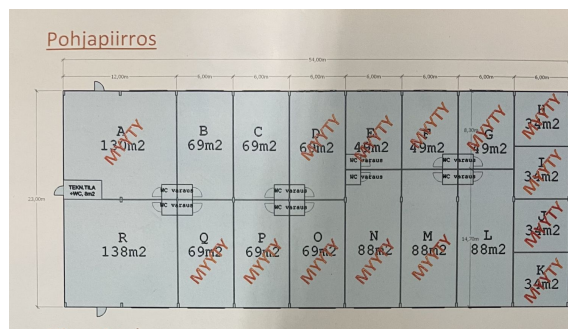 Pohjapiirros
54,00m
12,00m 6,00m 6,00m 6,00m 6,00m 6,00m 6,00m 6,00m
A
130m2
MYYTY
B
69m2
C
69m2
D
69m2
MYYTY
E
49m2
MYYTY
F
49m2
MYYTY
G
49m2
MYYTY
H
34m2
MYYTY
I
34m2
MYYTY
J
34m2
MYYTY
K
34m2
MYYTY
8,30m
23,00m
TEKN.TILA
+WC, 8m2
WC varaus
WC varaus
WC varaus
WC varaus
WC varaus
WC varaus
WC varaus
WC varaus
R
138m2
Q
69m2
MYYTY
P
69m2
MYYTY
O
69m2
MYYTY
N
88m2
MYYTY
M
88m2
MYYTY
L
88m2
14,70m